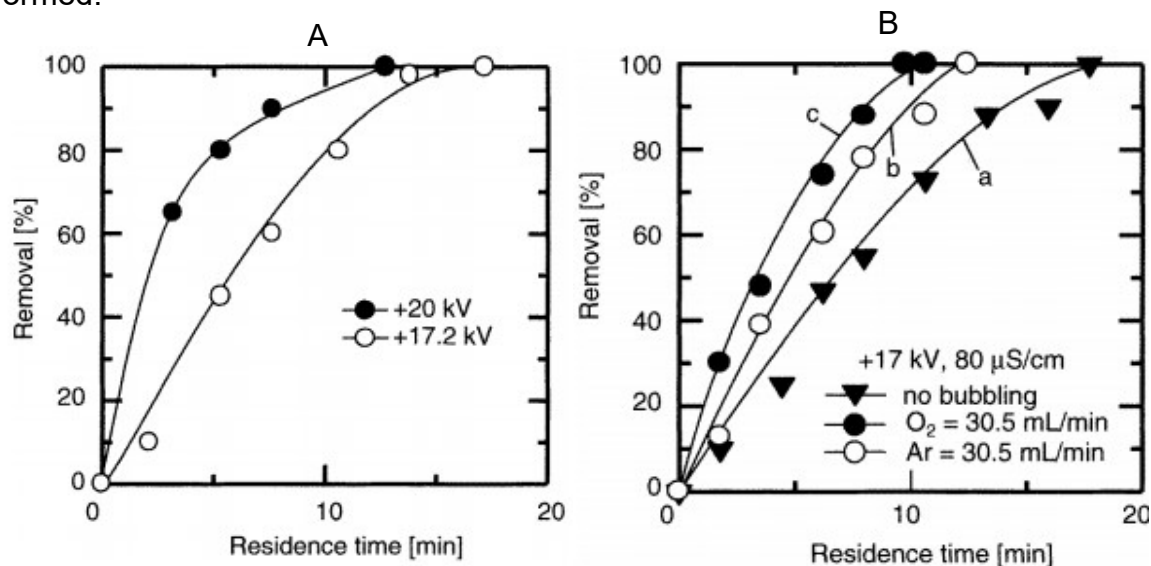 ormed.
A
100
80
60
40
20
0
0
10
20
Removal [%]
Residence time [min]
+20 kV
+17.2 kV
B
100
80
60
40
20
0
0
10
20
Removal [%]
Residence time [min]
c
b
a
+17 kV, 80 μS/cm
no bubbling
O₂ = 30.5 mL/min
Ar = 30.5 mL/min